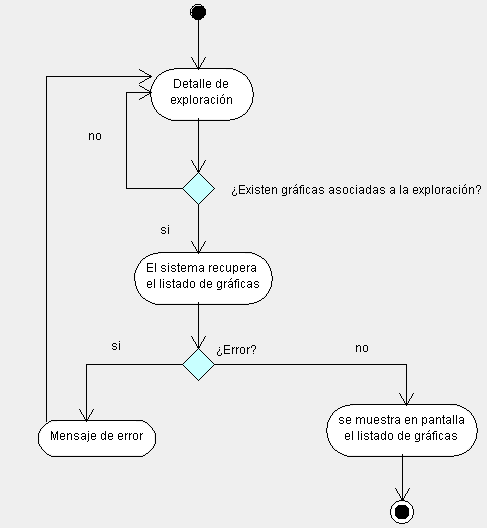 Detalle de
exploración
no
¿Existen gráficas asociadas a la exploración?
si
El sistema recupera
el listado de gráficas
si
¿Error?
no
Mensaje de error
se muestra en pantalla
el listado de gráficas